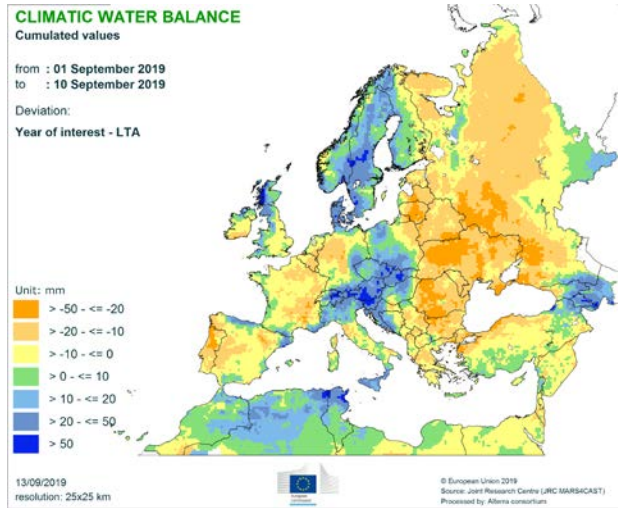 CLIMATIC WATER BALANCE
Cumulated values
from : 01 September 2019
to : 10 September 2019
Deviation:
Year of interest - LTA
Unit: mm
> -50 - <= -20
> -20 - <= -10
> -10 - <= 0
> 0 - <= 10
> 10 - <= 20
> 20 - <= 50
> 50
13/09/2019
resolution: 25x25 km
European
Commission
© European Union 2019
Source: Joint Research Centre (JRC MARS4CAST)
Processed by: Alterra consortium